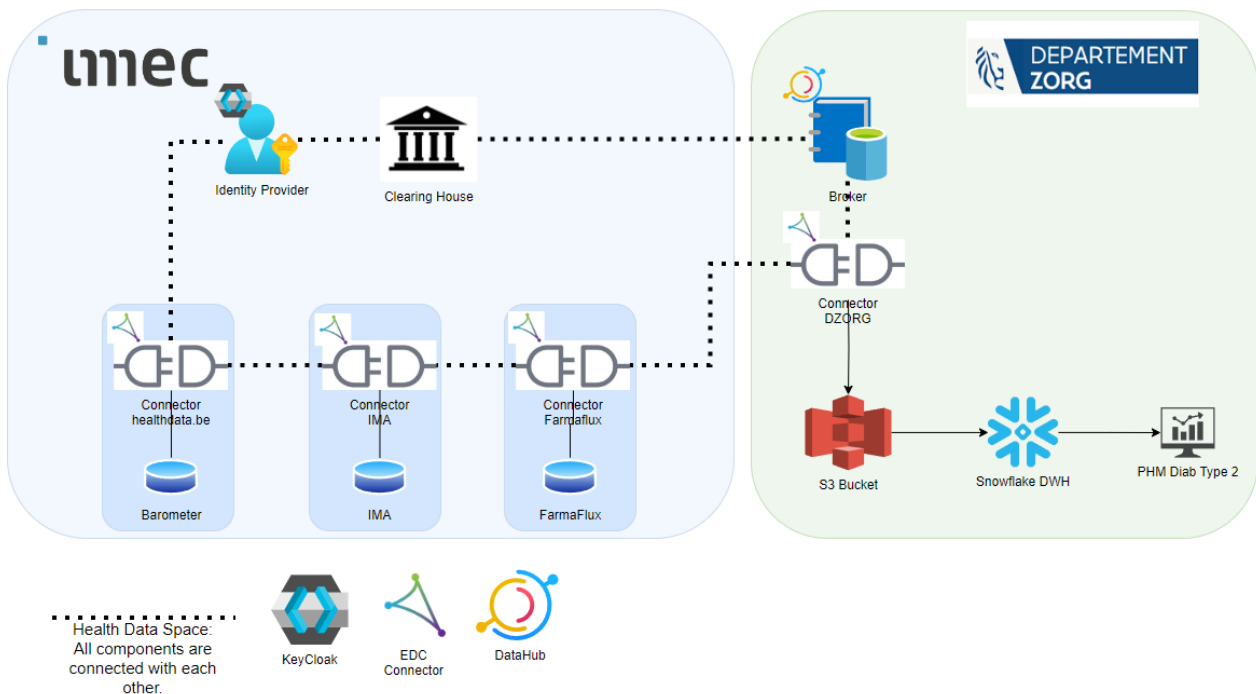 imec
DEPARTEMENT
ZORG
Identity Provider
Clearing House
Broker
Connector
DZORG
Connector
healthdata.be
Connector
IMA
Connector
Farmaflux
Barometer
IMA
FarmaFlux
S3 Bucket
Snowflake DWH
PHM Diab Type 2
Health Data Space:
All components are
connected with each
other.
KeyCloak
EDC
Connector
DataHub